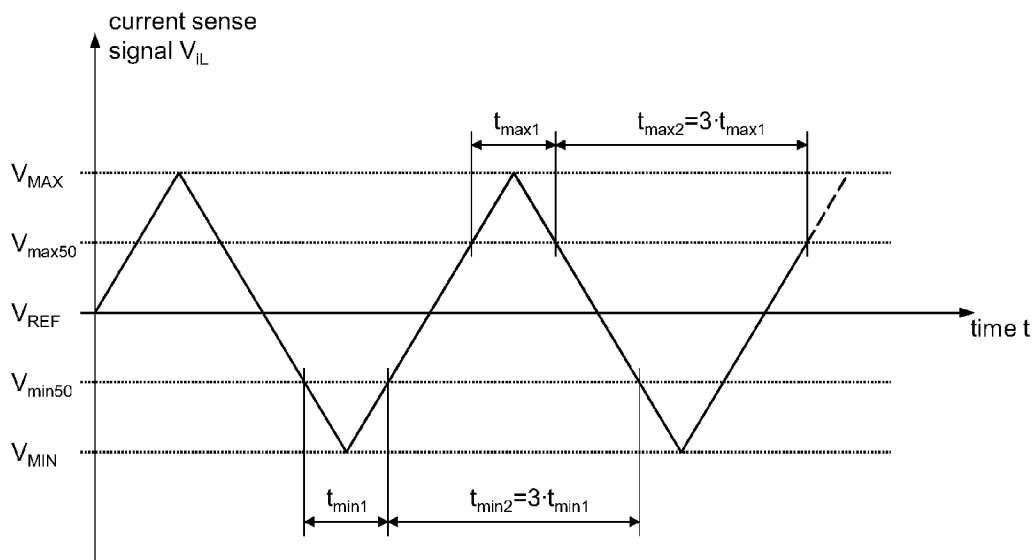 current sense
signal V_iL
t_max1
t_max2=3·t_max1
V_MAX
V_max50
V_REF
time t
V_min50
V_MIN
t_min1
t_min2=3·t_min1